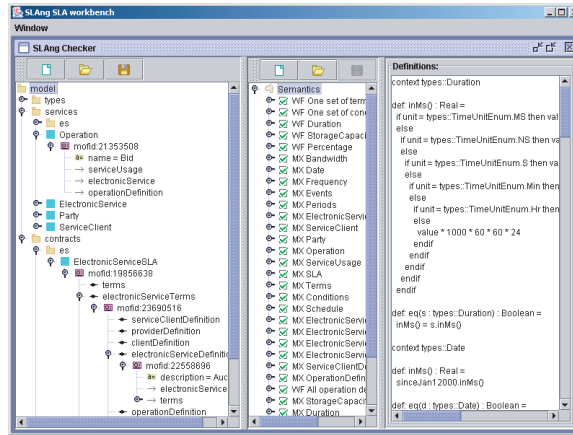 SLAng SLA workbench
Window
SLAng Checker
model
types
services
es
Operation
mofid:21353508
name = Bid
serviceUsage
electronicService
operationDefinition
ElectronicService
Party
ServiceClient
contracts
es
ElectronicServiceSLA
mofid:19856638
terms
electronicServiceTerms
mofid:23690516
serviceClientDefinition
providerDefinition
clientDefinition
electronicServiceDefinitio
mofid:22558696
description = Auc
electronicService
terms
operationDefinition
Semantics
WF One set of term
WF One set of con
WF Duration
WF StorageCapaci
WF Percentage
MX Bandwidth
MX Date
MX Frequency
MX Events
MX Periods
MX ElectronicServi
MX ServiceClient
MX Party
MX Operation
MX ServiceUsage
MX SLA
MX Terms
MX Conditions
MX Schedule
MX ElectronicServi
MX ElectronicServi
MX ElectronicServi
MX ServiceClientD
MX OperationDefin
WF All operation de
MX StorageCapaci
MX Duration
Definitions:
context types::Duration
def: inMs() : Real =
if unit = types::TimeUnitEnum.MS then val
else
if unit = types::TimeUnitEnum.NS then va
else
if unit = types::TimeUnitEnum.S then va
else
if unit = types::TimeUnitEnum.Min then
else
if unit = types::TimeUnitEnum.Hr then
else
value * 1000 * 60 * 60 * 24
endif
endif
endif
endif
endif
def: eq(s : types::Duration) : Boolean =
inMs() = s.inMs()
context types::Date
def: inMs() : Real =
sinceJan1 2000.inMs()
def: eq(d : types::Date) : Boolean =